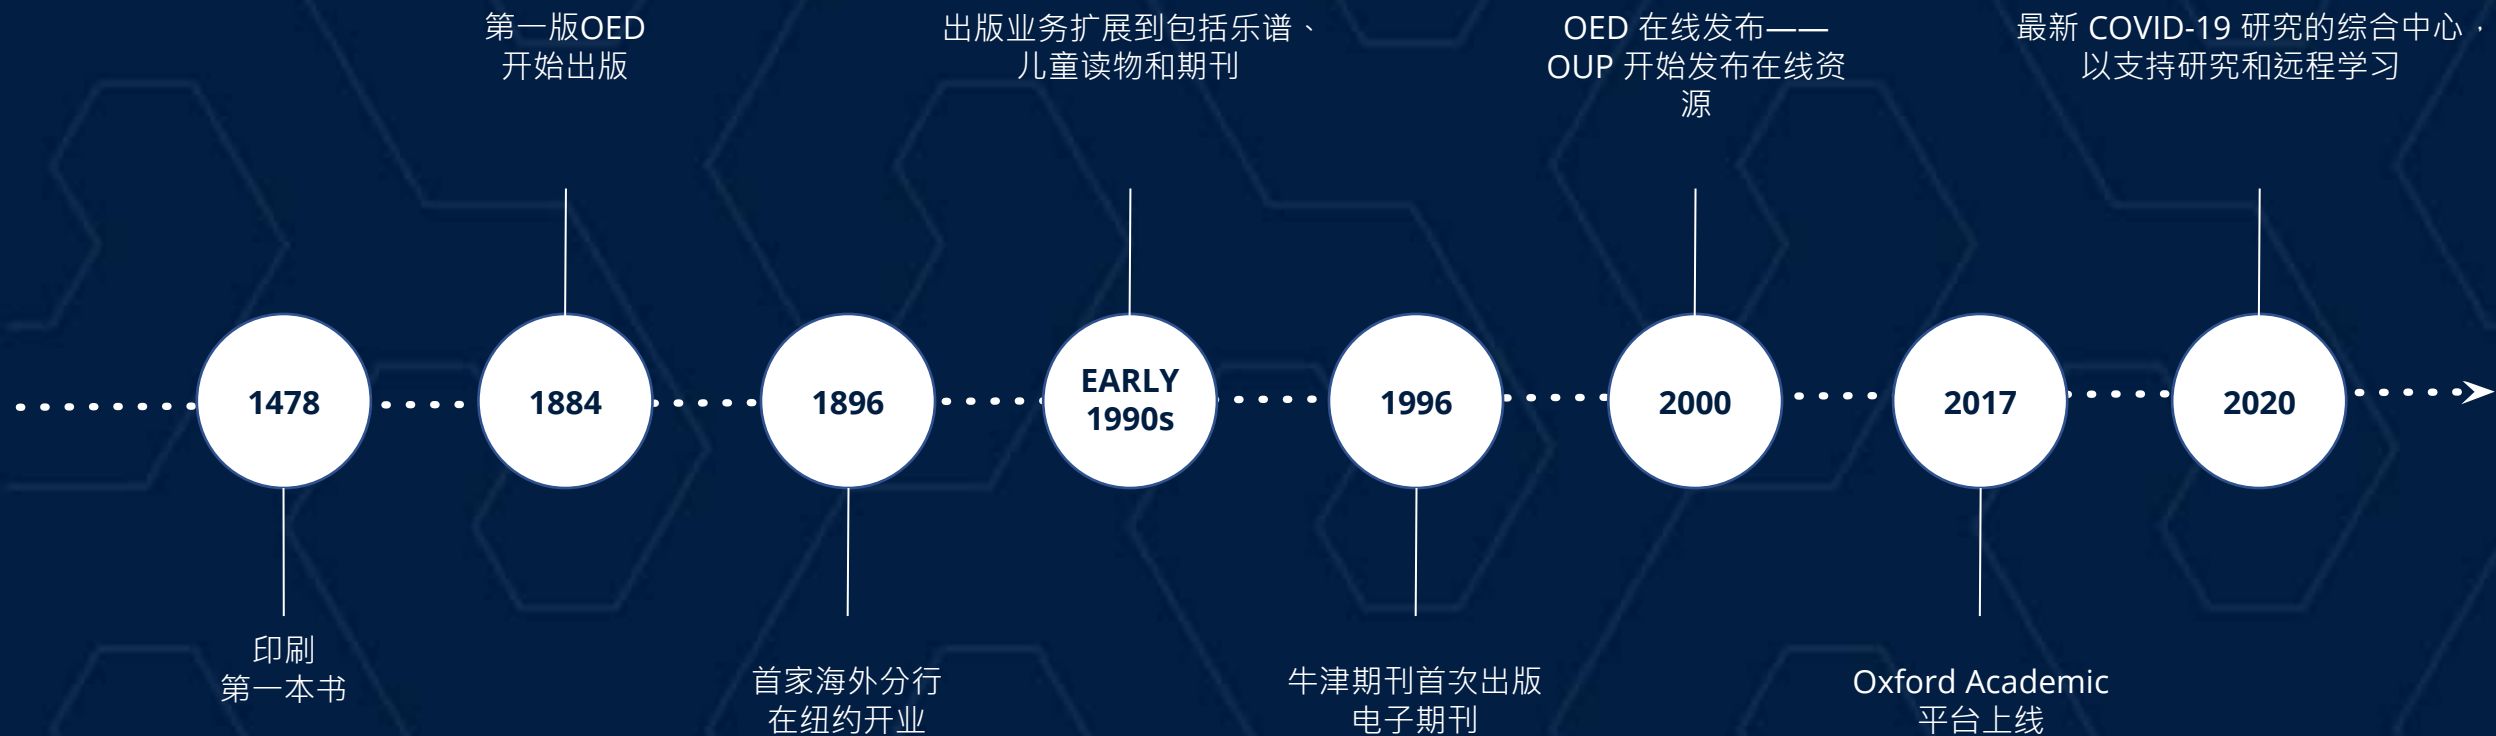 第一版OED
开始出版
出版业务扩展到包括乐谱、
儿童读物和期刊
OED 在线发布——
OUP 开始发布在线资
源
最新 COVID-19 研究的综合中心，
以支持研究和远程学习
1478
1884
1896
EARLY
1990s
1996
2000
2017
2020
印刷
第一本书
首家海外分行
在纽约开业
牛津期刊首次出版
电子期刊
Oxford Academic
平台上线